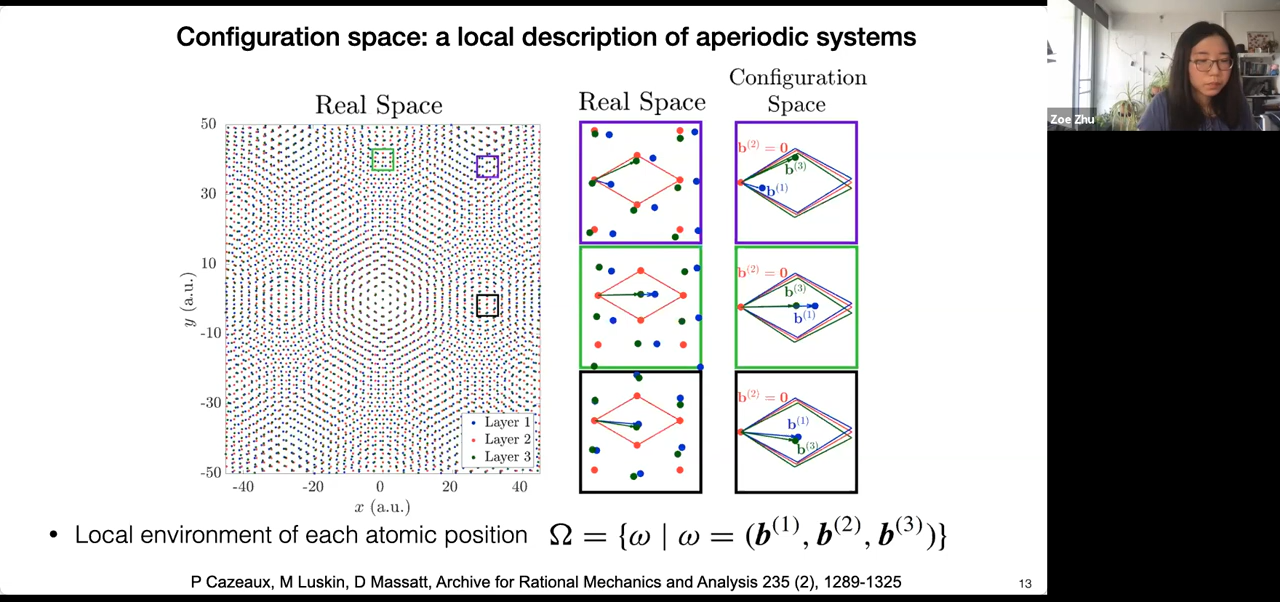 Configuration space: a local description of aperiodic systems
Real Space
50
30
10
-10
-30
-50
y (a.u.)
-40
-20
0
20
40
x (a.u.)
Layer 1
Layer 2
Layer 3
Real Space
Configuration
Space
b⁽²⁾ = 0
b⁽³⁾
b⁽¹⁾
b⁽²⁾ = 0
b⁽³⁾
b⁽¹⁾
b⁽²⁾ = 0
b⁽¹⁾
b⁽³⁾
• Local environment of each atomic position Ω = {ω | ω = (b⁽¹⁾, b⁽²⁾, b⁽³⁾)}
P Cazeaux, M Luskin, D Massatt, Archive for Rational Mechanics and Analysis 235 (2), 1289-1325
13
Zoe Zhu